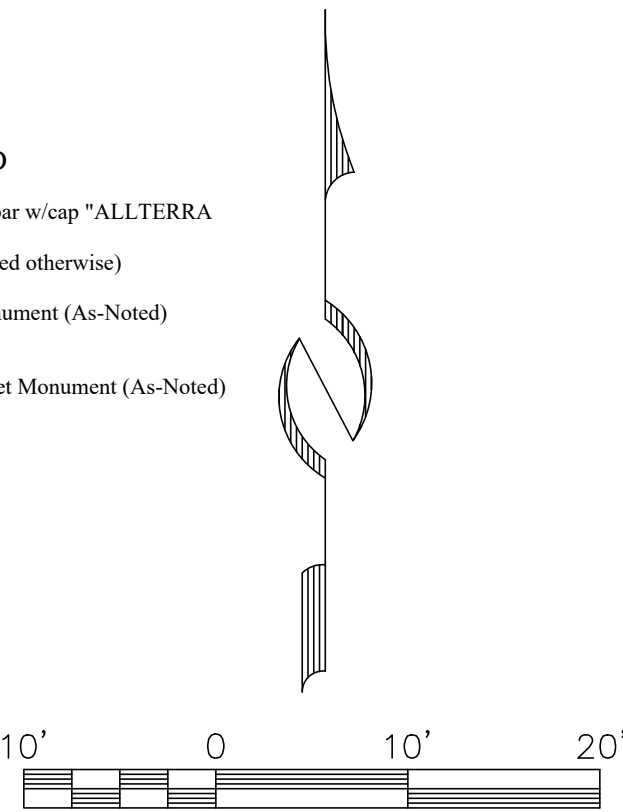 ar w/cap "ALLTERRA
ed otherwise)
ument (As-Noted)
et Monument (As-Noted)
10' 0 10' 20'